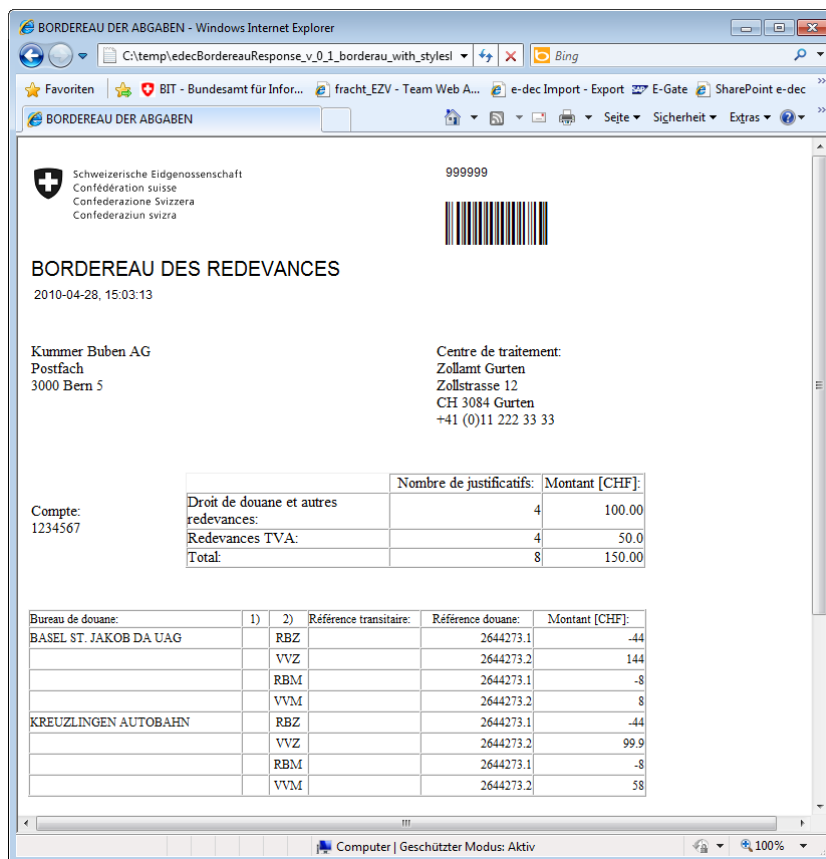 BORDEREAU DER ABGABEN - Windows Internet Explorer
C:\temp\edecBordereauResponse_v_0_1_borderau_with_stylesl
Bing
Favoriten BIT - Bundesamt für Infor... fracht_EZV - Team Web A... e-dec Import - Export E-Gate SharePoint e-dec
BORDEREAU DER ABGABEN Seite Sicherheit Extras
Schweizerische Eidgenossenschaft
Confédération suisse
Confederazione Svizzera
Confederaziun svizra
999999
BORDEREAU DES REDEVANCES
2010-04-28, 15:03:13
Kummer Buben AG
Postfach
3000 Bern 5
Centre de traitement:
Zollamt Gurten
Zollstrasse 12
CH 3084 Gurten
+41 (0)11 222 33 33
Compte:
1234567
Nombre de justificatifs: Montant [CHF]:
Droit de douane et autres
redevances: 4 100.00
Redevances TVA: 4 50.0
Total: 8 150.00
Bureau de douane: 1) 2) Référence transitaire: Référence douane: Montant [CHF]:
BASEL ST. JAKOB DA UAG RBZ 2644273.1 -44
VVZ 2644273.2 144
RBM 2644273.1 -8
VVM 2644273.2 8
KREUZLINGEN AUTOBAHN RBZ 2644273.1 -44
VVZ 2644273.2 99.9
RBM 2644273.1 -8
VVM 2644273.2 58
Computer | Geschützter Modus: Aktiv 100%